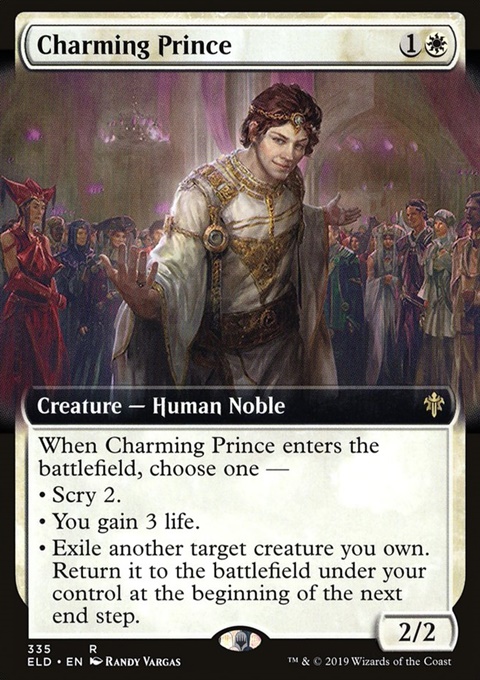 Charming Prince 1
Creature — Human Noble
When Charming Prince enters the
battlefield, choose one —
• Scry 2.
• You gain 3 life.
• Exile another target creature you own.
Return it to the battlefield under your
control at the beginning of the next
end step.
2/2
335 R
ELD • EN Randy Vargas
™ & © 2019 Wizards of the Coast